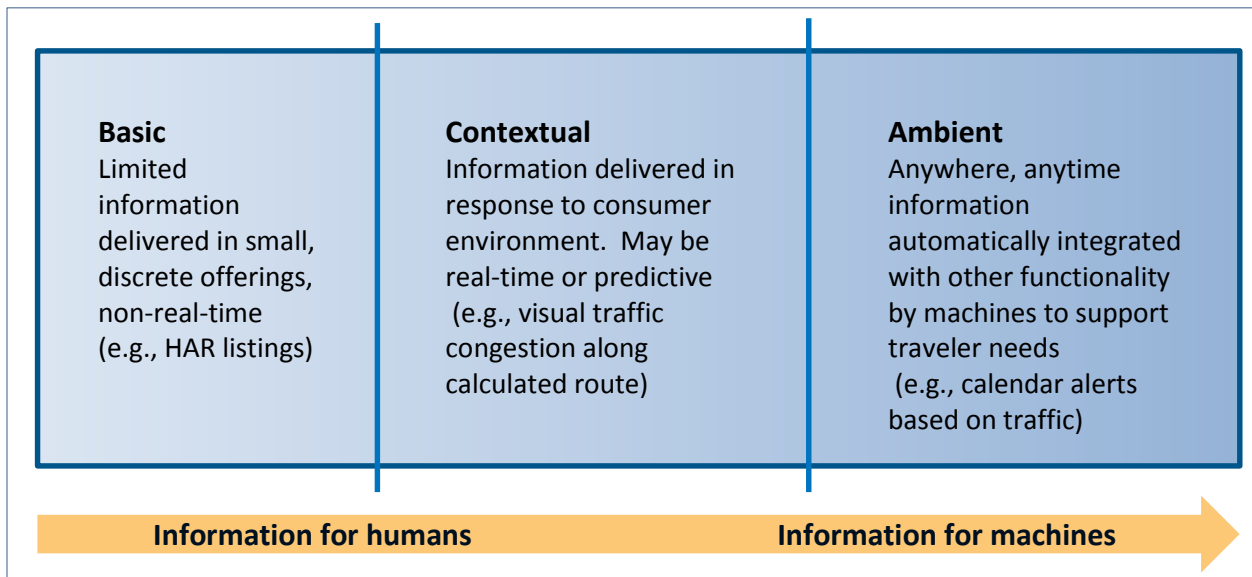 Basic
Limited
information
delivered in small,
discrete offerings,
non-real-time
(e.g., HAR listings)
Contextual
Information delivered in
response to consumer
environment.  May be
real-time or predictive
(e.g., visual traffic
congestion along
calculated route)
Ambient
Anywhere, anytime
information
automatically integrated
with other functionality
by machines to support
traveler needs
(e.g., calendar alerts
based on traffic)
Information for humans
Information for machines